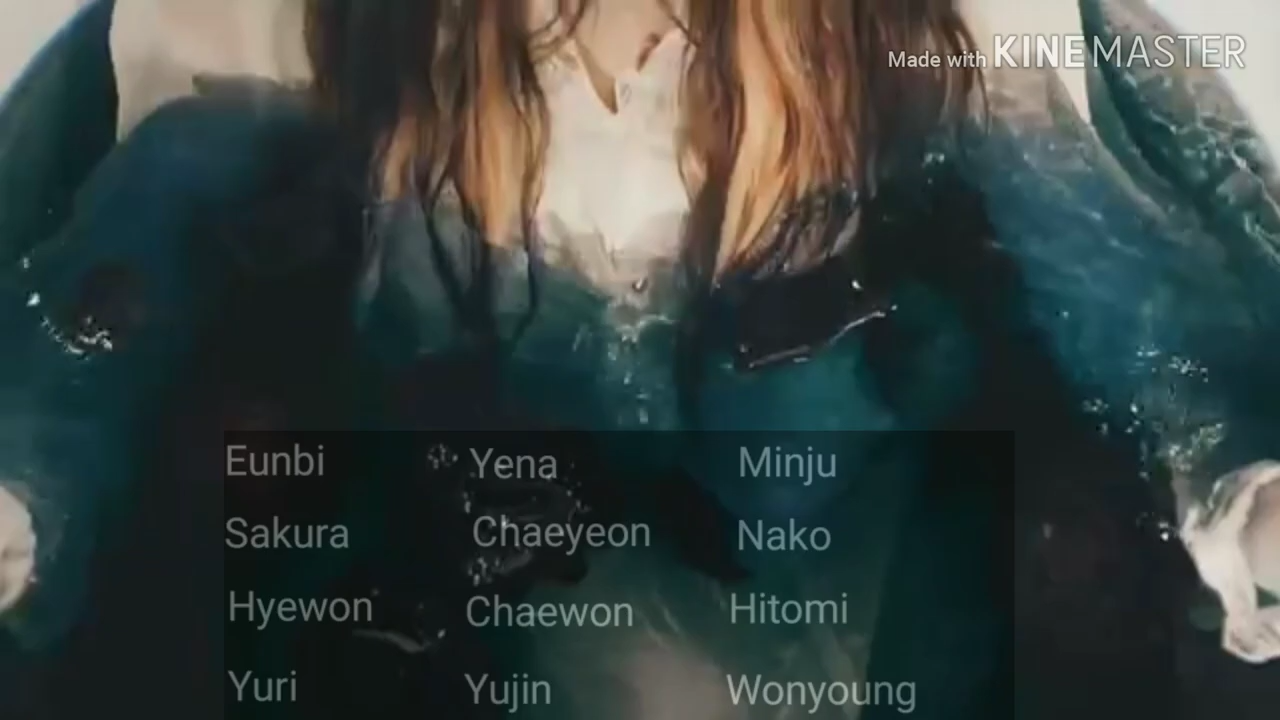 Made with KINEMASTER
Eunbi Yena Minju
Sakura Chaeyeon Nako
Hyewon Chaewon Hitomi
Yuri Yujin Wonyoung